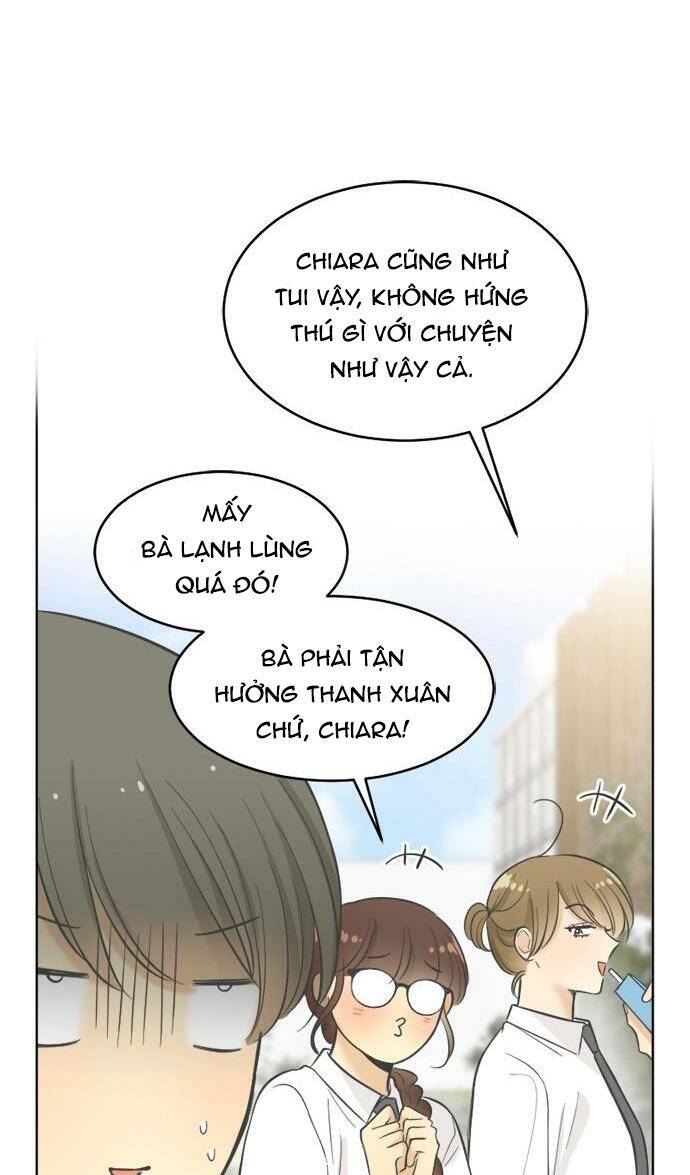 CHIARA CŨNG NHƯ
TUI VẬY, KHÔNG HỨNG
THÚ GÌ VỚI CHUYỆN
NHƯ VẬY CẢ.
MẤY
BÀ LẠNH LÙNG
QUÁ ĐÓ!
BÀ PHẢI TẬN
HƯỞNG THANH XUÂN
CHỨ, CHIARA!